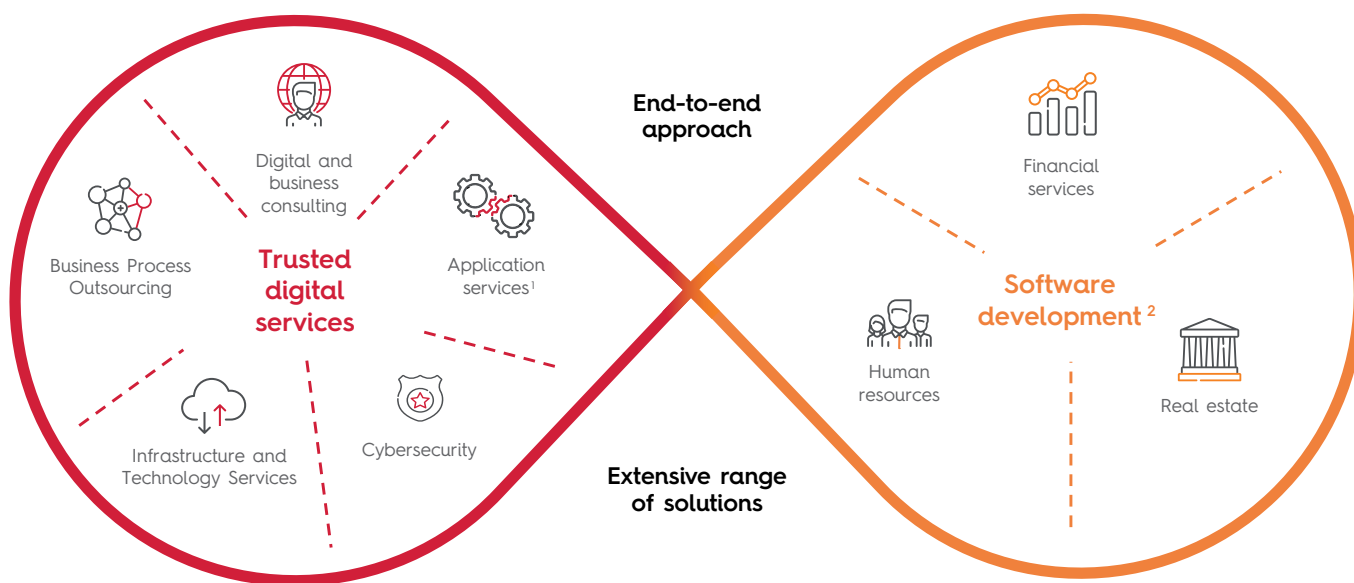 Digital and
business
consulting
Business Process
Outsourcing
Trusted
digital
services
Application
services¹
Infrastructure and
Technology Services
Cybersecurity
End-to-end
approach
Extensive range
of solutions
Financial
services
Software
development ²
Human
resources
Real estate